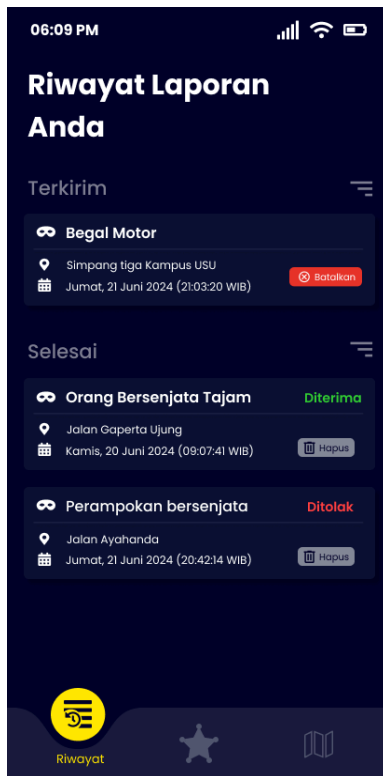 06:09 PM
Riwayat Laporan
Anda
Terkirim
Begal Motor
Simpang tiga Kampus USU
Jumat, 21 Juni 2024 (21:03:20 WIB)
Batalkan
Selesai
Orang Bersenjata Tajam
Diterima
Jalan Gaperta Ujung
Kamis, 20 Juni 2024 (09:07:41 WIB)
Hapus
Perampokan bersenjata
Ditolak
Jalan Ayahanda
Jumat, 21 Juni 2024 (20:42:14 WIB)
Hapus
Riwayat